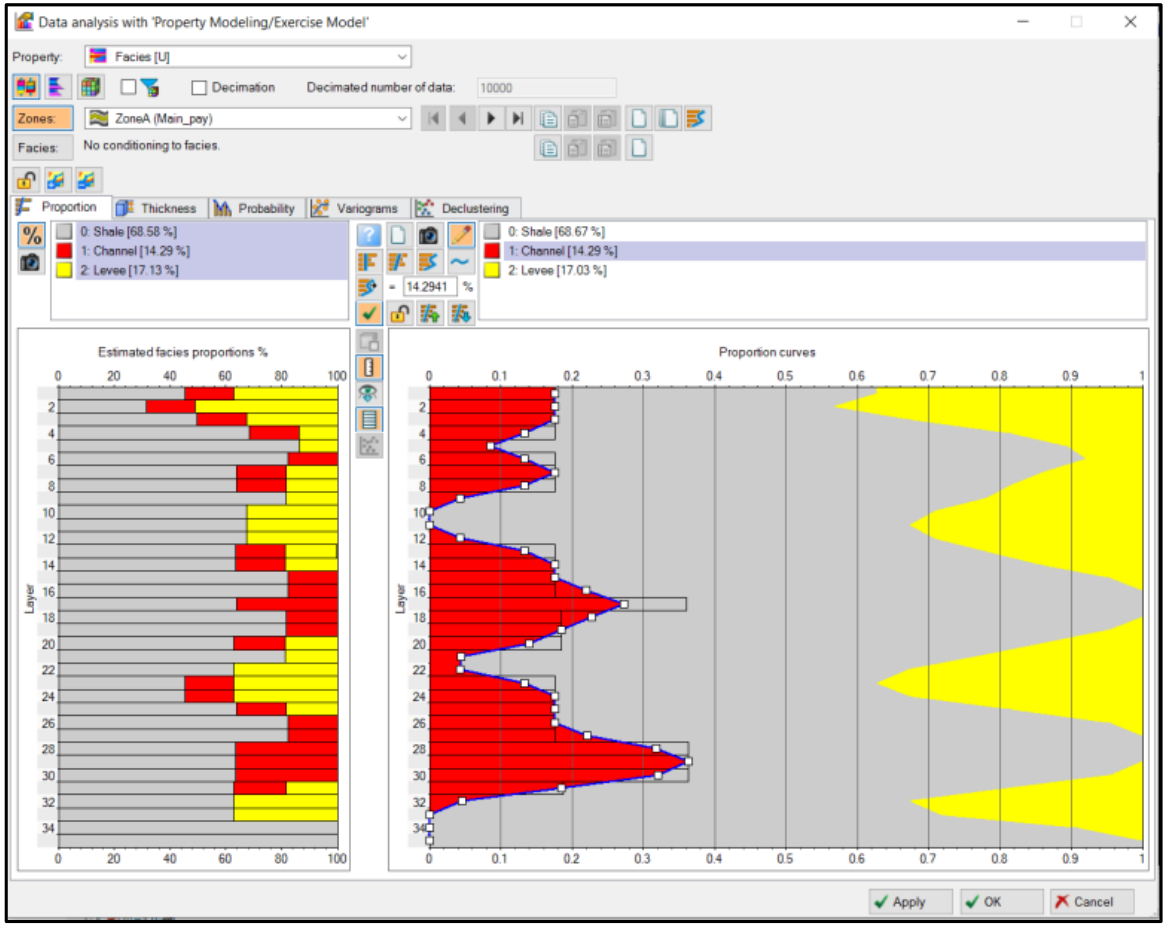 Data analysis with 'Property Modeling/Exercise Model'
Property: Facies [U]
Decimation Decimated number of data: 10000
Zones: ZoneA (Main_pay)
Facies: No conditioning to facies.
Proportion Thickness Probability Variograms Declustering
% 0: Shale [68.58 %]
1: Channel [14.29 %]
2: Levee [17.13 %]
? = 14.2941 %
0: Shale [68.67 %]
1: Channel [14.29 %]
2: Levee [17.03 %]
Estimated facies proportions %
0 20 40 60 80 100
2
4
6
8
10
12
14
16
18
20
22
24
26
28
30
32
34
Layer
0 20 40 60 80 100
Proportion curves
0 0.1 0.2 0.3 0.4 0.5 0.6 0.7 0.8 0.9 1
2
4
6
8
10
12
14
16
18
20
22
24
26
28
30
32
34
Layer
0 0.1 0.2 0.3 0.4 0.5 0.6 0.7 0.8 0.9 1
Apply OK Cancel